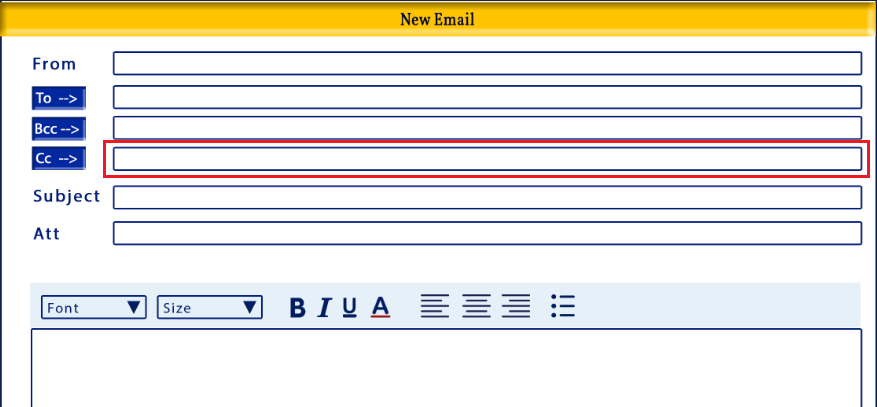 New Email
From
To -->
Bcc -->
Cc -->
Subject
Att
Font Size B I U A